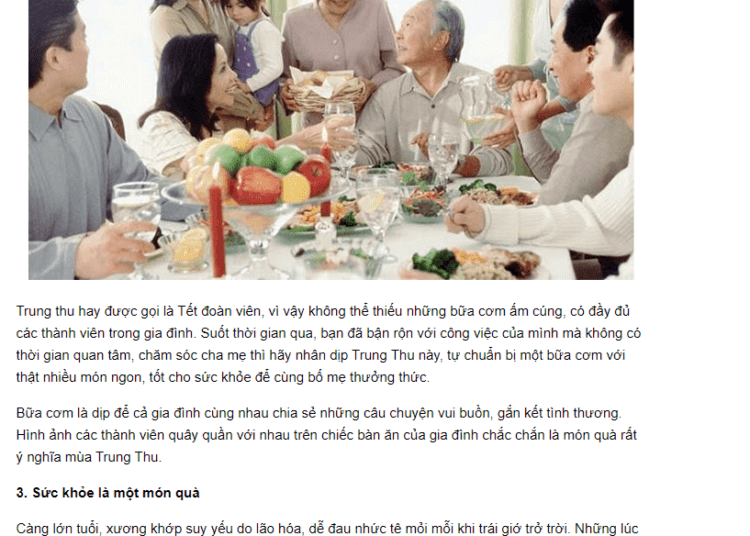 Trung thu hay được gọi là Tết đoàn viên, vì vậy không thể thiếu những bữa cơm ấm cúng, có đầy đủ
các thành viên trong gia đình. Suốt thời gian qua, bạn đã bận rộn với công việc của mình mà không có
thời gian quan tâm, chăm sóc cha mẹ thì hãy nhân dịp Trung Thu này, tự chuẩn bị một bữa cơm với
thật nhiều món ngon, tốt cho sức khỏe để cùng bố mẹ thưởng thức.
Bữa cơm là dịp để cả gia đình cùng nhau chia sẻ những câu chuyện vui buồn, gắn kết tình thương.
Hình ảnh các thành viên quây quần với nhau trên chiếc bàn ăn của gia đình chắc chắn là món quà rất
ý nghĩa mùa Trung Thu.
3. Sức khỏe là một món quà
Càng lớn tuổi, xương khớp suy yếu do lão hóa, dễ đau nhức tê mỏi mỗi khi trái giớ trở trời. Những lúc